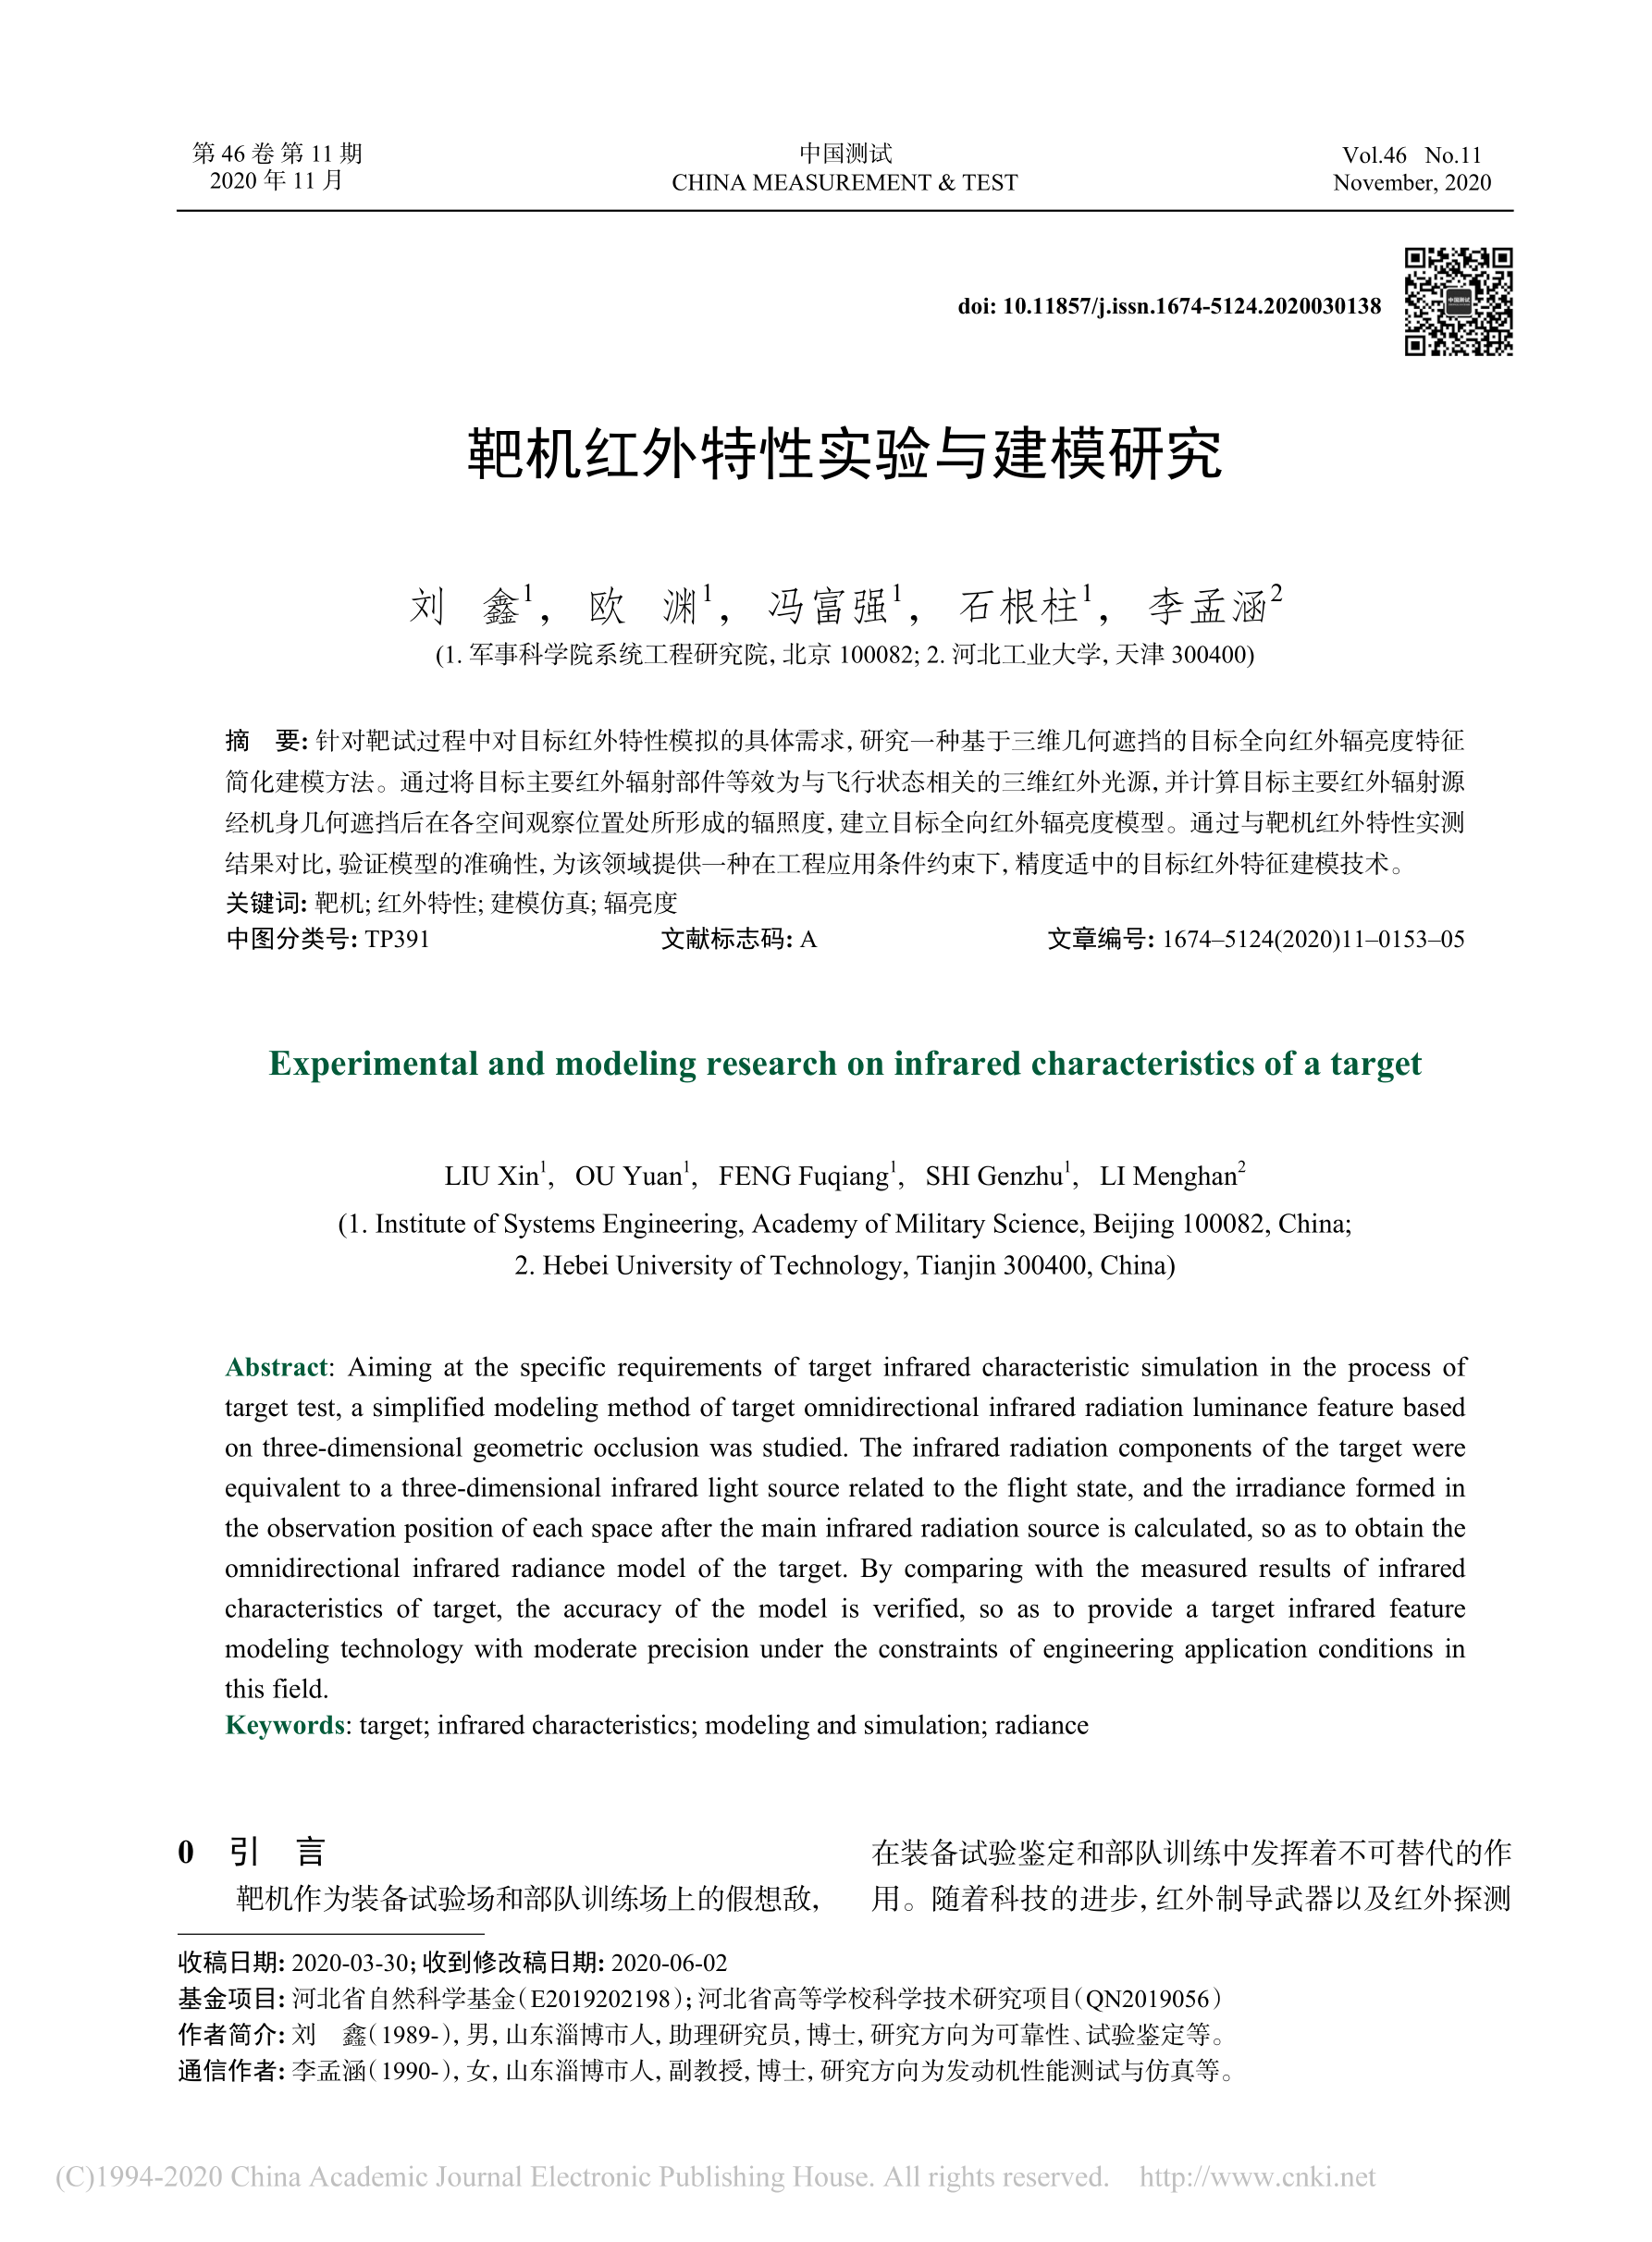 第 46 卷 第 11 期
2020 年 11 月
中国测试
CHINA MEASUREMENT & TEST
Vol.46 No.11
November, 2020
doi: 10.11857/j.issn.1674-5124.2020030138
中国测试
靶机红外特性实验与建模研究
刘 鑫1, 欧 渊1, 冯富强1, 石根柱1, 李孟涵2
(1. 军事科学院系统工程研究院, 北京 100082; 2. 河北工业大学, 天津 300400)
摘 要: 针对靶试过程中对目标红外特性模拟的具体需求, 研究一种基于三维几何遮挡的目标全向红外辐亮度特征
简化建模方法。通过将目标主要红外辐射部件等效为与飞行状态相关的三维红外光源, 并计算目标主要红外辐射源
经机身几何遮挡后在各空间观察位置处所形成的辐照度, 建立目标全向红外辐亮度模型。通过与靶机红外特性实测
结果对比, 验证模型的准确性, 为该领域提供一种在工程应用条件约束下, 精度适中的目标红外特征建模技术。
关键词: 靶机; 红外特性; 建模仿真; 辐亮度
中图分类号: TP391 文献标志码: A 文章编号: 1674–5124(2020)11–0153–05
Experimental and modeling research on infrared characteristics of a target
LIU Xin1, OU Yuan1, FENG Fuqiang1, SHI Genzhu1, LI Menghan2
(1. Institute of Systems Engineering, Academy of Military Science, Beijing 100082, China;
2. Hebei University of Technology, Tianjin 300400, China)
Abstract: Aiming at the specific requirements of target infrared characteristic simulation in the process of
target test, a simplified modeling method of target omnidirectional infrared radiation luminance feature based
on three-dimensional geometric occlusion was studied. The infrared radiation components of the target were
equivalent to a three-dimensional infrared light source related to the flight state, and the irradiance formed in
the observation position of each space after the main infrared radiation source is calculated, so as to obtain the
omnidirectional infrared radiance model of the target. By comparing with the measured results of infrared
characteristics of target, the accuracy of the model is verified, so as to provide a target infrared feature
modeling technology with moderate precision under the constraints of engineering application conditions in
this field.
Keywords: target; infrared characteristics; modeling and simulation; radiance
0 引 言
靶机作为装备试验场和部队训练场上的假想敌,
在装备试验鉴定和部队训练中发挥着不可替代的作
用。随着科技的进步, 红外制导武器以及红外探测
收稿日期: 2020-03-30; 收到修改稿日期: 2020-06-02
基金项目: 河北省自然科学基金(E2019202198); 河北省高等学校科学技术研究项目(QN2019056)
作者简介: 刘 鑫(1989-), 男, 山东淄博市人, 助理研究员, 博士, 研究方向为可靠性、试验鉴定等。
通信作者: 李孟涵(1990-), 女, 山东淄博市人, 副教授, 博士, 研究方向为发动机性能测试与仿真等。
(C)1994-2020 China Academic Journal Electronic Publishing House. All rights reserved. http://www.cnki.net